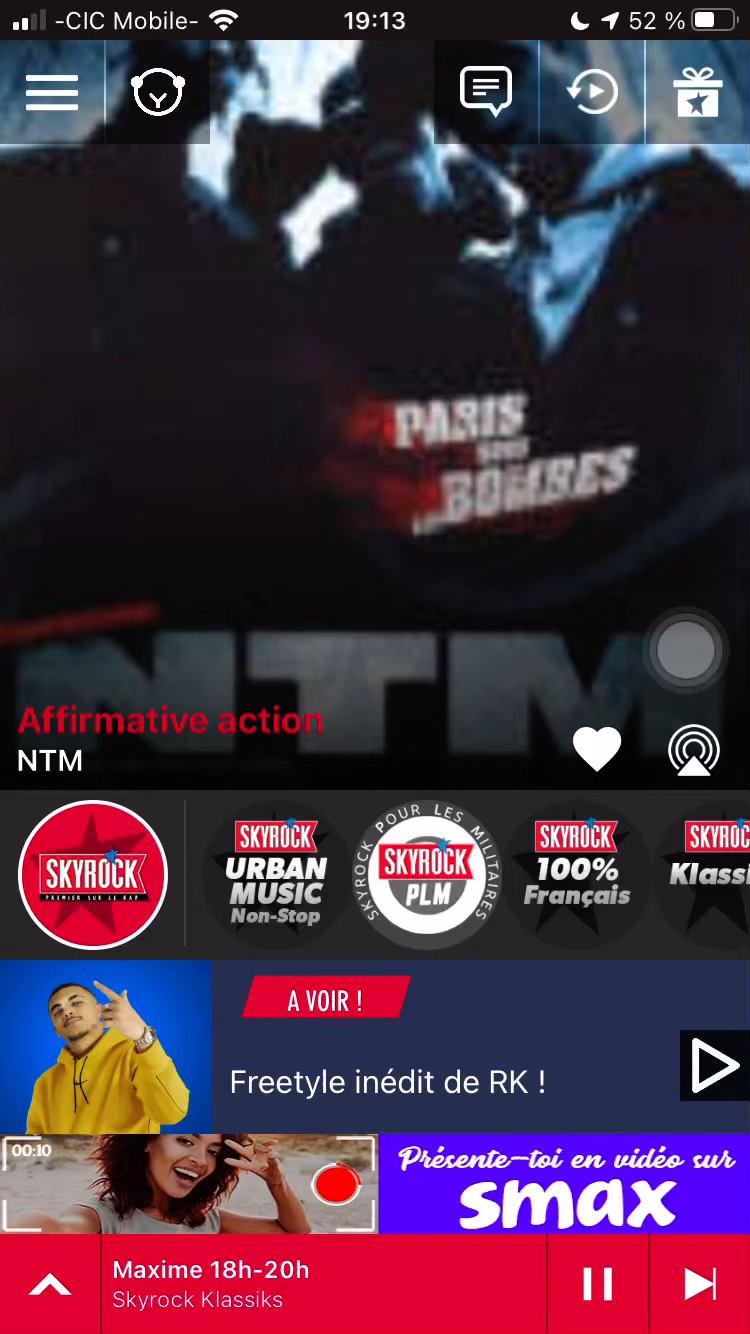 -CIC Mobile-
19:13
52 %
PARIS
SOUS
LES BOMBES
NTM
Affirmative action
NTM
SKYROCK
PREMIER SUR LE RAP
SKYROCK
URBAN
MUSIC
Non-Stop
SKYROCK POUR LES MILITAIRES
SKYROCK
PLM
SKYROCK
100%
Français
SKYROC
Klassi
A VOIR !
Freetyle inédit de RK !
00:10
Présente-toi en vidéo sur
smax
Maxime 18h-20h
Skyrock Klassiks